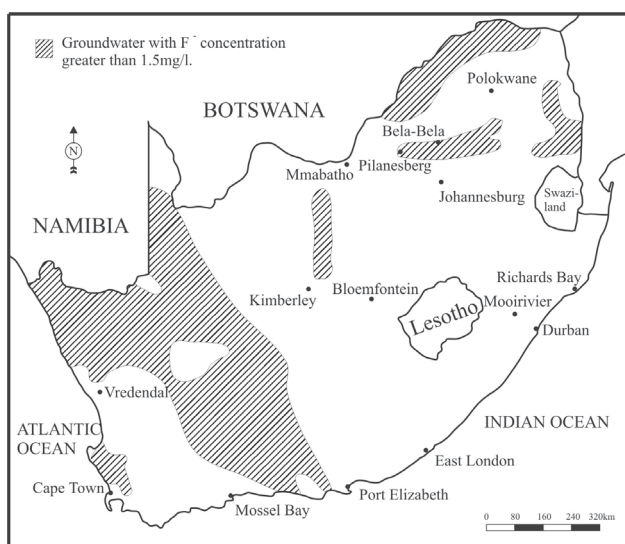 Groundwater with F⁻ concentration
greater than 1.5mg/l.
Polokwane
BOTSWANA
Bela-Bela
N
Pilanesberg
Mmabatho
Johannesburg
Swazi-
land
NAMIBIA
Richards Bay
Kimberley
Bloemfontein
Mooirivier
Lesotho
Durban
Vredendal
ATLANTIC
OCEAN
INDIAN OCEAN
East London
Cape Town
Port Elizabeth
Mossel Bay
0 80 160 240 320km